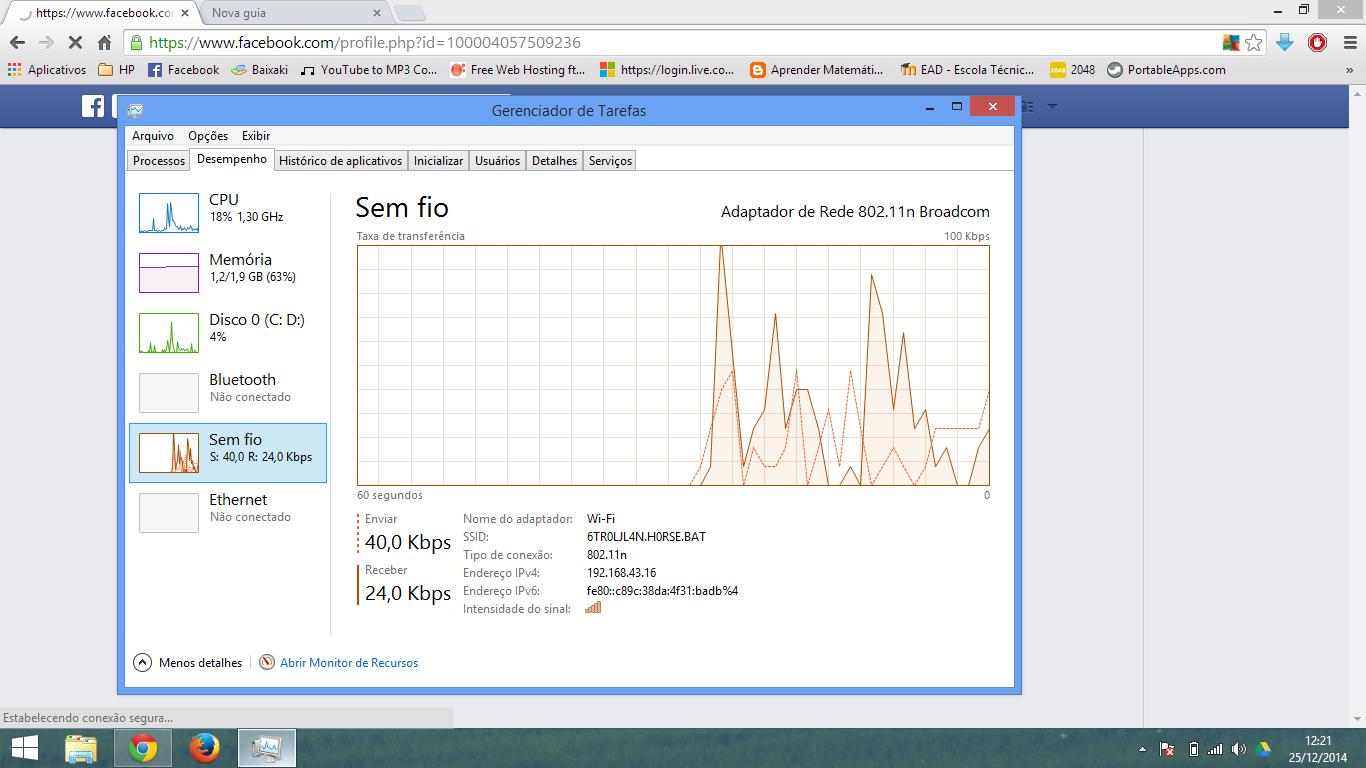 https://www.facebook.co
Nova guia
https://www.facebook.com/profile.php?id=100004057509236
Aplicativos HP Facebook Baixaki YouTube to MP3 Co... Free Web Hosting ft... https://login.live.co... Aprender Matemáti... EAD - Escola Técnic... 2048 2048 PortableApps.com »
Gerenciador de Tarefas
Arquivo Opções Exibir
Processos Desempenho Histórico de aplicativos Inicializar Usuários Detalhes Serviços
CPU
18% 1,30 GHz
Memória
1,2/1,9 GB (63%)
Disco 0 (C: D:)
4%
Bluetooth
Não conectado
Sem fio
S: 40,0 R: 24,0 Kbps
Ethernet
Não conectado
Sem fio
Adaptador de Rede 802.11n Broadcom
Taxa de transferência
100 Kbps
60 segundos
0
Enviar
40,0 Kbps
Receber
24,0 Kbps
Nome do adaptador: Wi-Fi
SSID: 6TR0LJL4N.H0RSE.BAT
Tipo de conexão: 802.11n
Endereço IPv4: 192.168.43.16
Endereço IPv6: fe80::c89c:38da:4f31:badb%4
Intensidade do sinal:
Menos detalhes
Abrir Monitor de Recursos
Estabelecendo conexão segura...
12:21
25/12/2014